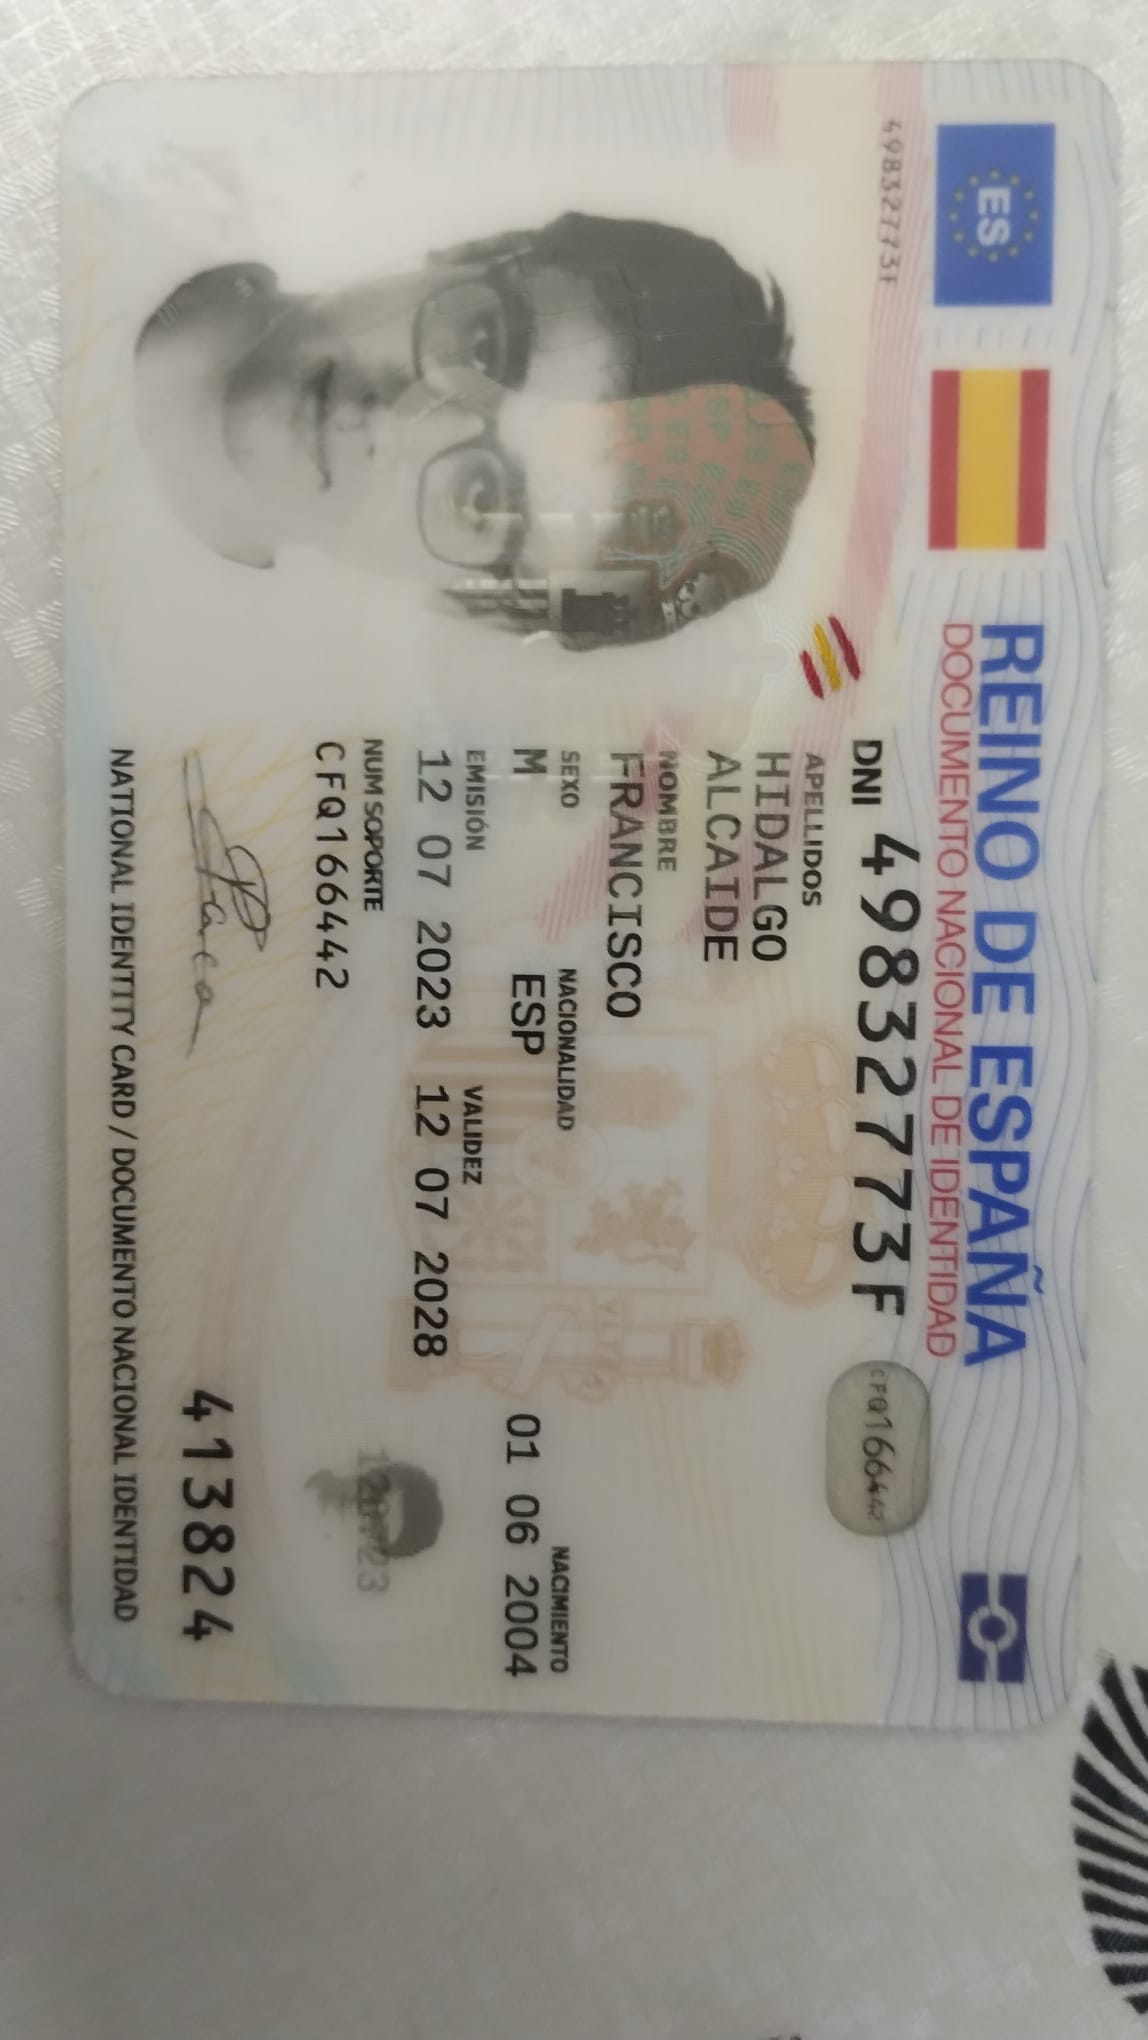 ES
REINO DE ESPAÑA
DOCUMENTO NACIONAL DE IDENTIDAD
49832773F
DNI 49832773F
CFQ166442
APELLIDOS
HIDALGO
ALCAIDE
NOMBRE
FRANCISCO
SEXO NACIONALIDAD NACIMIENTO
M ESP 01 06 2004
EMISIÓN VALIDEZ
12 07 2023 12 07 2028
NUM SOPORTE
CFQ166442
413824
NATIONAL IDENTITY CARD / DOCUMENTO NACIONAL IDENTIDAD